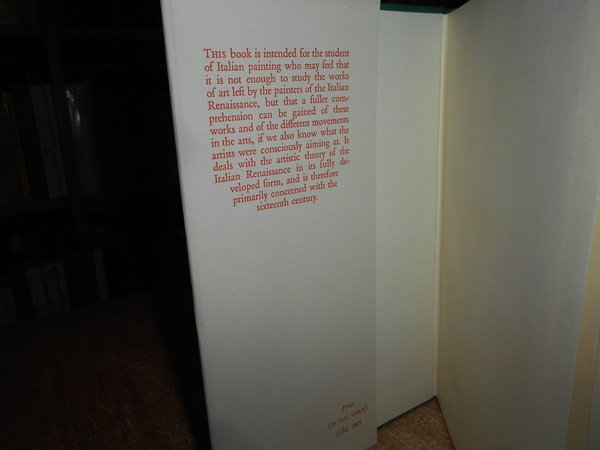 THIS book is intended for the student
of Italian painting who may feel that
it is not enough to study the works
of art left by the painters of the Italian
Renaissance, but that a fuller com-
prehension can be gained of these
works and of the different movements
in the arts, if we also know what the
artists were consciously aiming at. It
deals with the artistic theory of the
Italian Renaissance in its fully de-
veloped form, and is therefore
primarily concerned with the
sixteenth century.
Price
(IN U.K. ONLY)